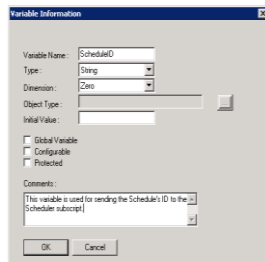 Variable Information
Variable Name :
ScheduleID
Type :
String
Dimension :
Zero
Object Type :
...
Initial Value :
Global Variable
Configurable
Protected
Comments :
This variable is used for sending the Schedule's ID to the
Scheduler subscript.
OK
Cancel